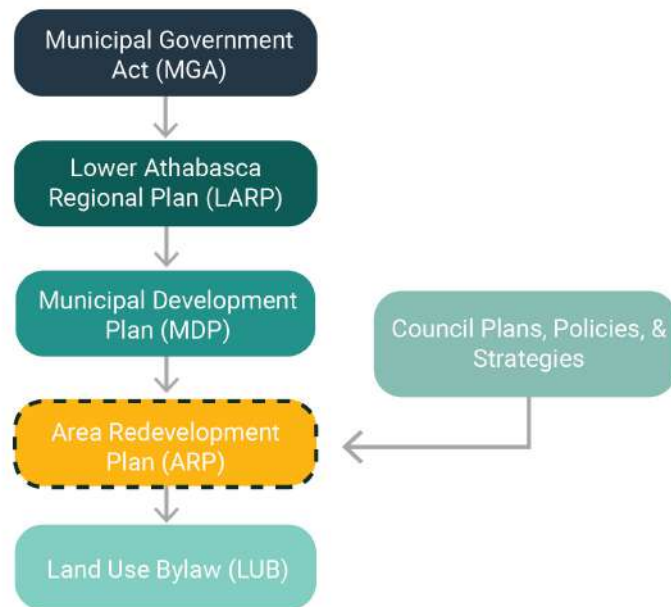 Municipal Government
Act (MGA)
Lower Athabasca
Regional Plan (LARP)
Municipal Development
Plan (MDP)
Council Plans, Policies, &
Strategies
Area Redevelopment
Plan (ARP)
Land Use Bylaw (LUB)